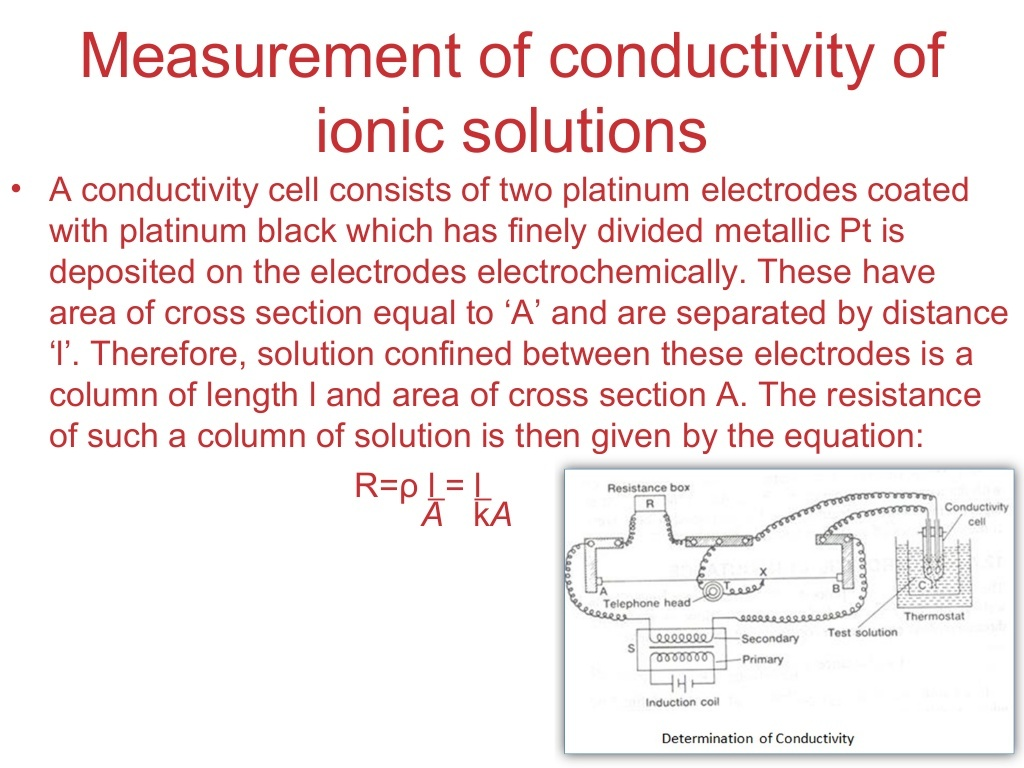 Measurement of conductivity of
ionic solutions
• A conductivity cell consists of two platinum electrodes coated
with platinum black which has finely divided metallic Pt is
deposited on the electrodes electrochemically. These have
area of cross section equal to ‘A’ and are separated by distance
‘l’. Therefore, solution confined between these electrodes is a
column of length l and area of cross section A. The resistance
of such a column of solution is then given by the equation:
R=ρ l = l
A kA
Resistance box
R
Conductivity
cell
X
A
T
B
C
Telephone head
Thermostat
Test solution
S
Secondary
Primary
Induction coil
Determination of Conductivity